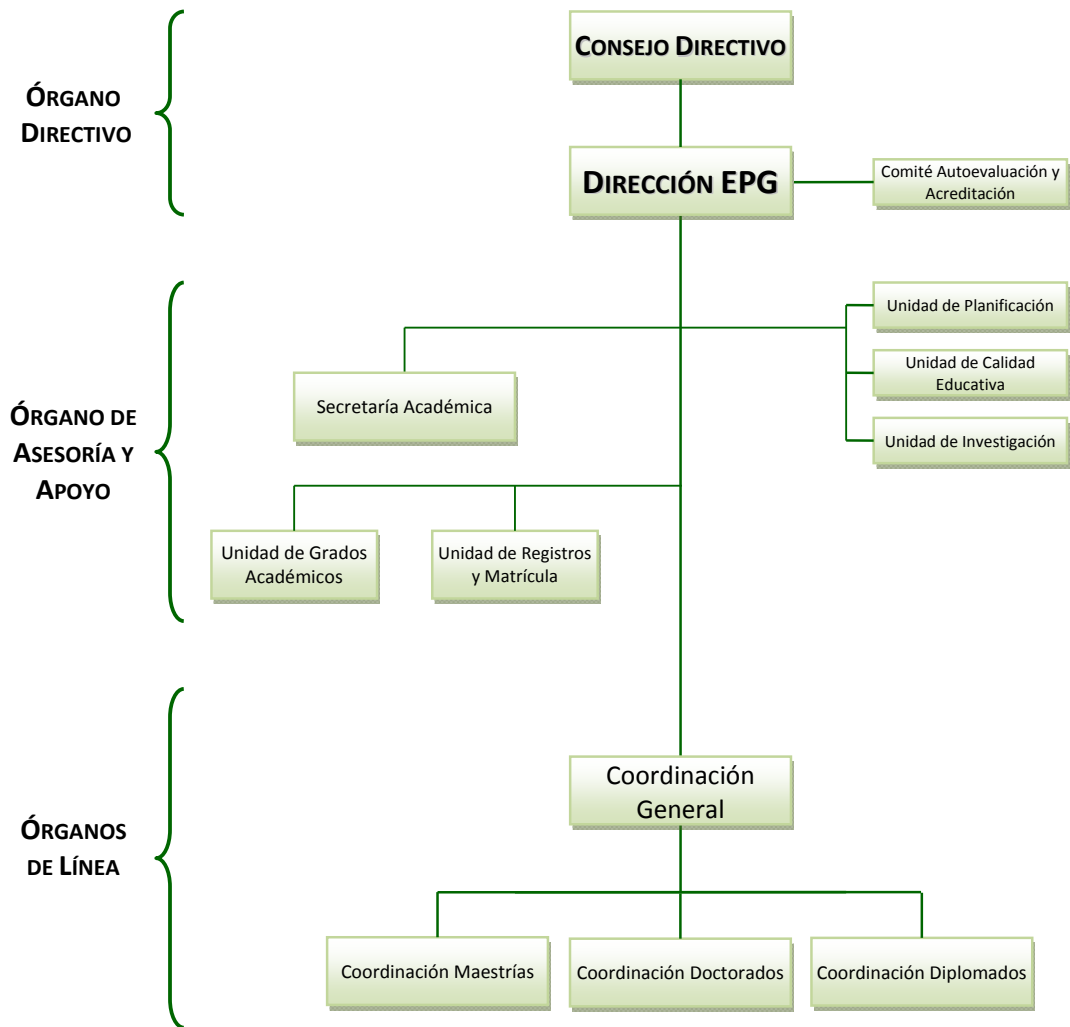 CONSEJO DIRECTIVO
ÓRGANO
DIRECTIVO
DIRECCIÓN EPG
Comité Autoevaluación y
Acreditación
Unidad de Planificación
Unidad de Calidad
Educativa
Secretaría Académica
Unidad de Investigación
ÓRGANO DE
ASESORÍA Y
APOYO
Unidad de Grados
Académicos
Unidad de Registros
y Matrícula
Coordinación
General
ÓRGANOS
DE LÍNEA
Coordinación Maestrías
Coordinación Doctorados
Coordinación Diplomados